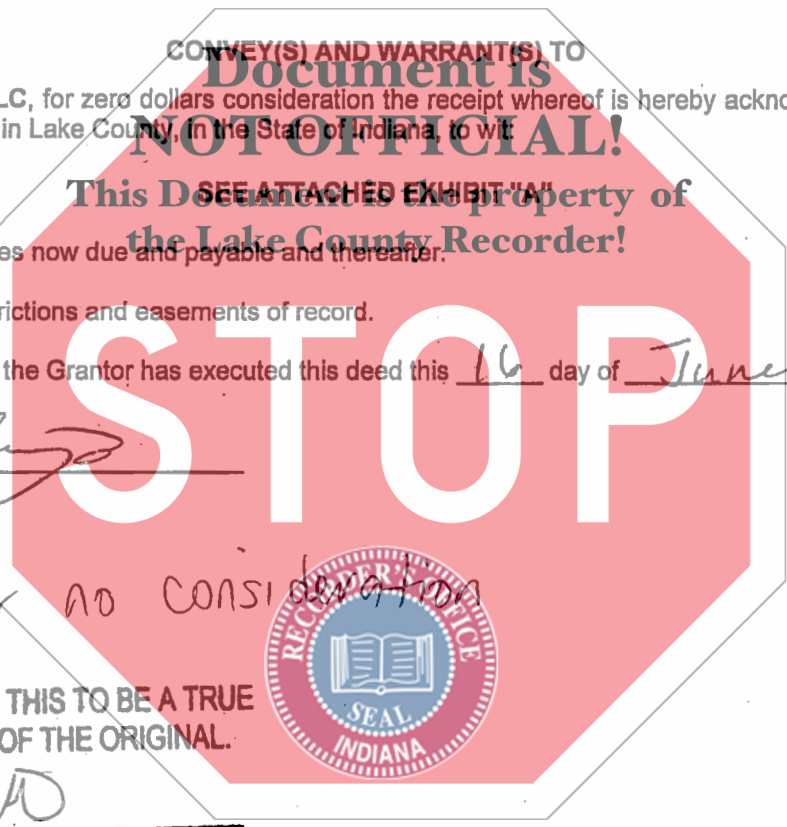 CONVEY(S) AND WARRANT(S) TO
Document is
LC, for zero dollars consideration the receipt whereof is hereby ackno
in Lake County, in the State of Indiana, to wit:
NOT OFFICIAL!
SEE ATTACHED EXHIBIT "A"
This Document is the property of
the Lake County Recorder!
es now due and payable and thereafter.
rictions and easements of record.
the Grantor has executed this deed this 16 day of June
STOP
no consideration
RECORDER'S OFFICE
SEAL
INDIANA
THIS TO BE A TRUE
OF THE ORIGINAL.